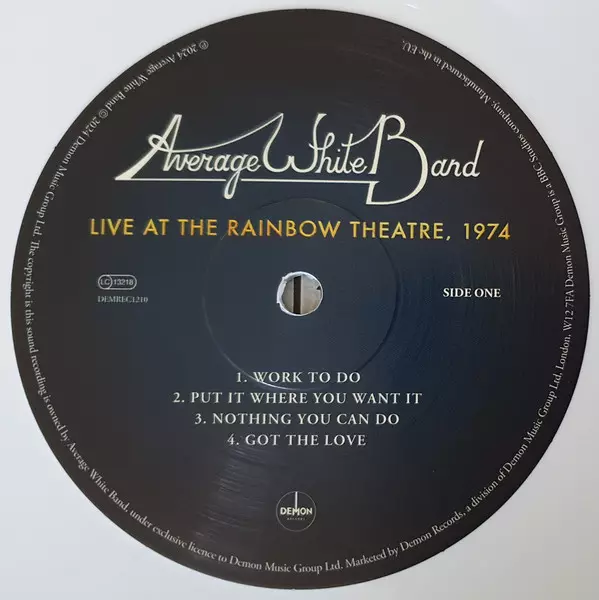 Average White Band
LIVE AT THE RAINBOW THEATRE, 1974
LC 13218
DEMREC1210
SIDE ONE
1. WORK TO DO
2. PUT IT WHERE YOU WANT IT
3. NOTHING YOU CAN DO
4. GOT THE LOVE
DEMON
RECORDS
℗ 2024 Average White Band © 2024 Demon Music Group Ltd. The copyright is this sound recording is owned by Average White Band, under exclusive licence to Demon Music Group Ltd. Marketed by Demon Records, a division of Demon Music Group Ltd, London, W12 7FA Demon Music Group is a BBC Studios company. Manufactured in the EU.